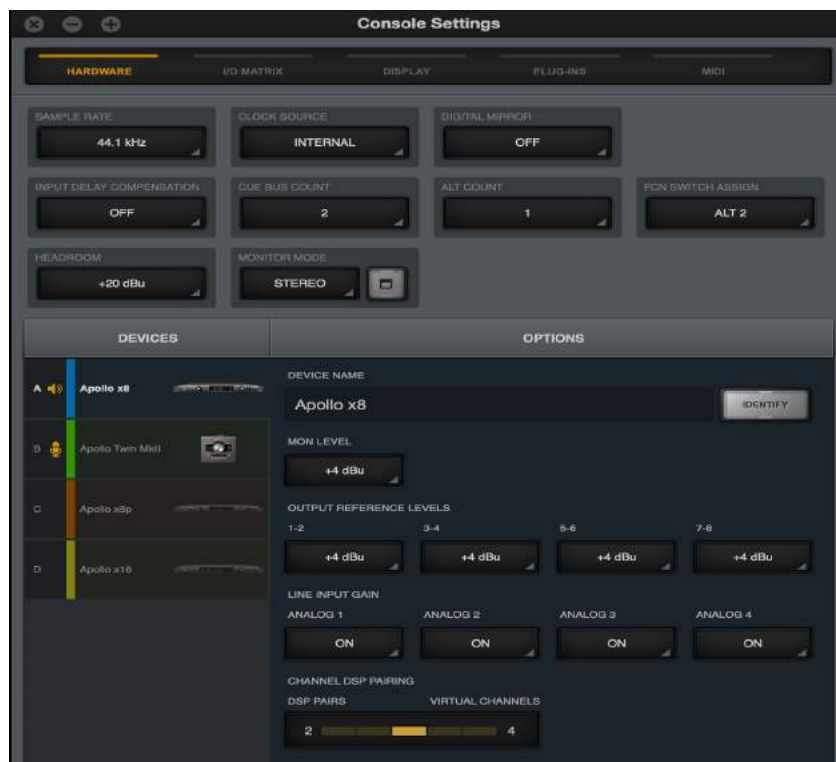 Console Settings
HARDWARE I/O MATRIX DISPLAY PLUG-INS MIDI
SAMPLE RATE CLOCK SOURCE DIGITAL MIRROR
44.1 kHz INTERNAL OFF
INPUT DELAY COMPENSATION CUE BUS COUNT ALT COUNT FCN SWITCH ASSIGN
OFF 2 1 ALT 2
HEADROOM MONITOR MODE
+20 dBu STEREO
DEVICES OPTIONS
DEVICE NAME
A Apollo x8 Apollo x8 IDENTIFY
MON LEVEL
B Apollo Twin MkII
+4 dBu
C Apollo x8p
OUTPUT REFERENCE LEVELS
1-2 3-4 5-6 7-8
+4 dBu +4 dBu +4 dBu +4 dBu
D Apollo x16
LINE INPUT GAIN
ANALOG 1 ANALOG 2 ANALOG 3 ANALOG 4
ON ON ON ON
CHANNEL DSP PAIRING
DSP PAIRS VIRTUAL CHANNELS
2 4